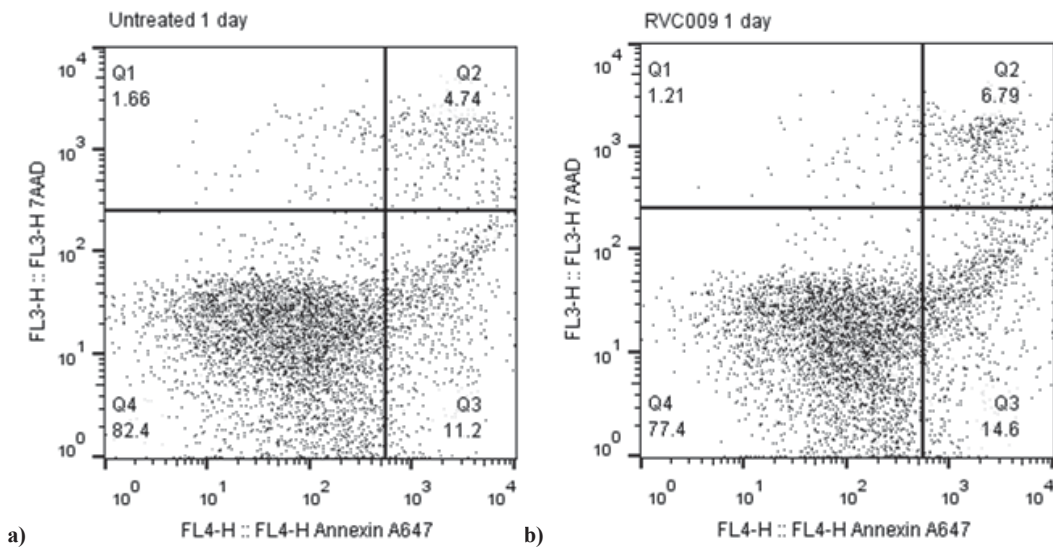 Untreated 1 day
Q1
1.66
Q2
4.74
Q4
82.4
Q3
11.2
10^4
10^3
10^2
10^1
10^0
FL3-H :: FL3-H 7AAD
10^0 10^1 10^2 10^3 10^4
FL4-H :: FL4-H Annexin A647
a)
RVC009 1 day
Q1
1.21
Q2
6.79
Q4
77.4
Q3
14.6
10^4
10^3
10^2
10^1
10^0
FL3-H :: FL3-H 7AAD
10^0 10^1 10^2 10^3 10^4
FL4-H :: FL4-H Annexin A647
b)